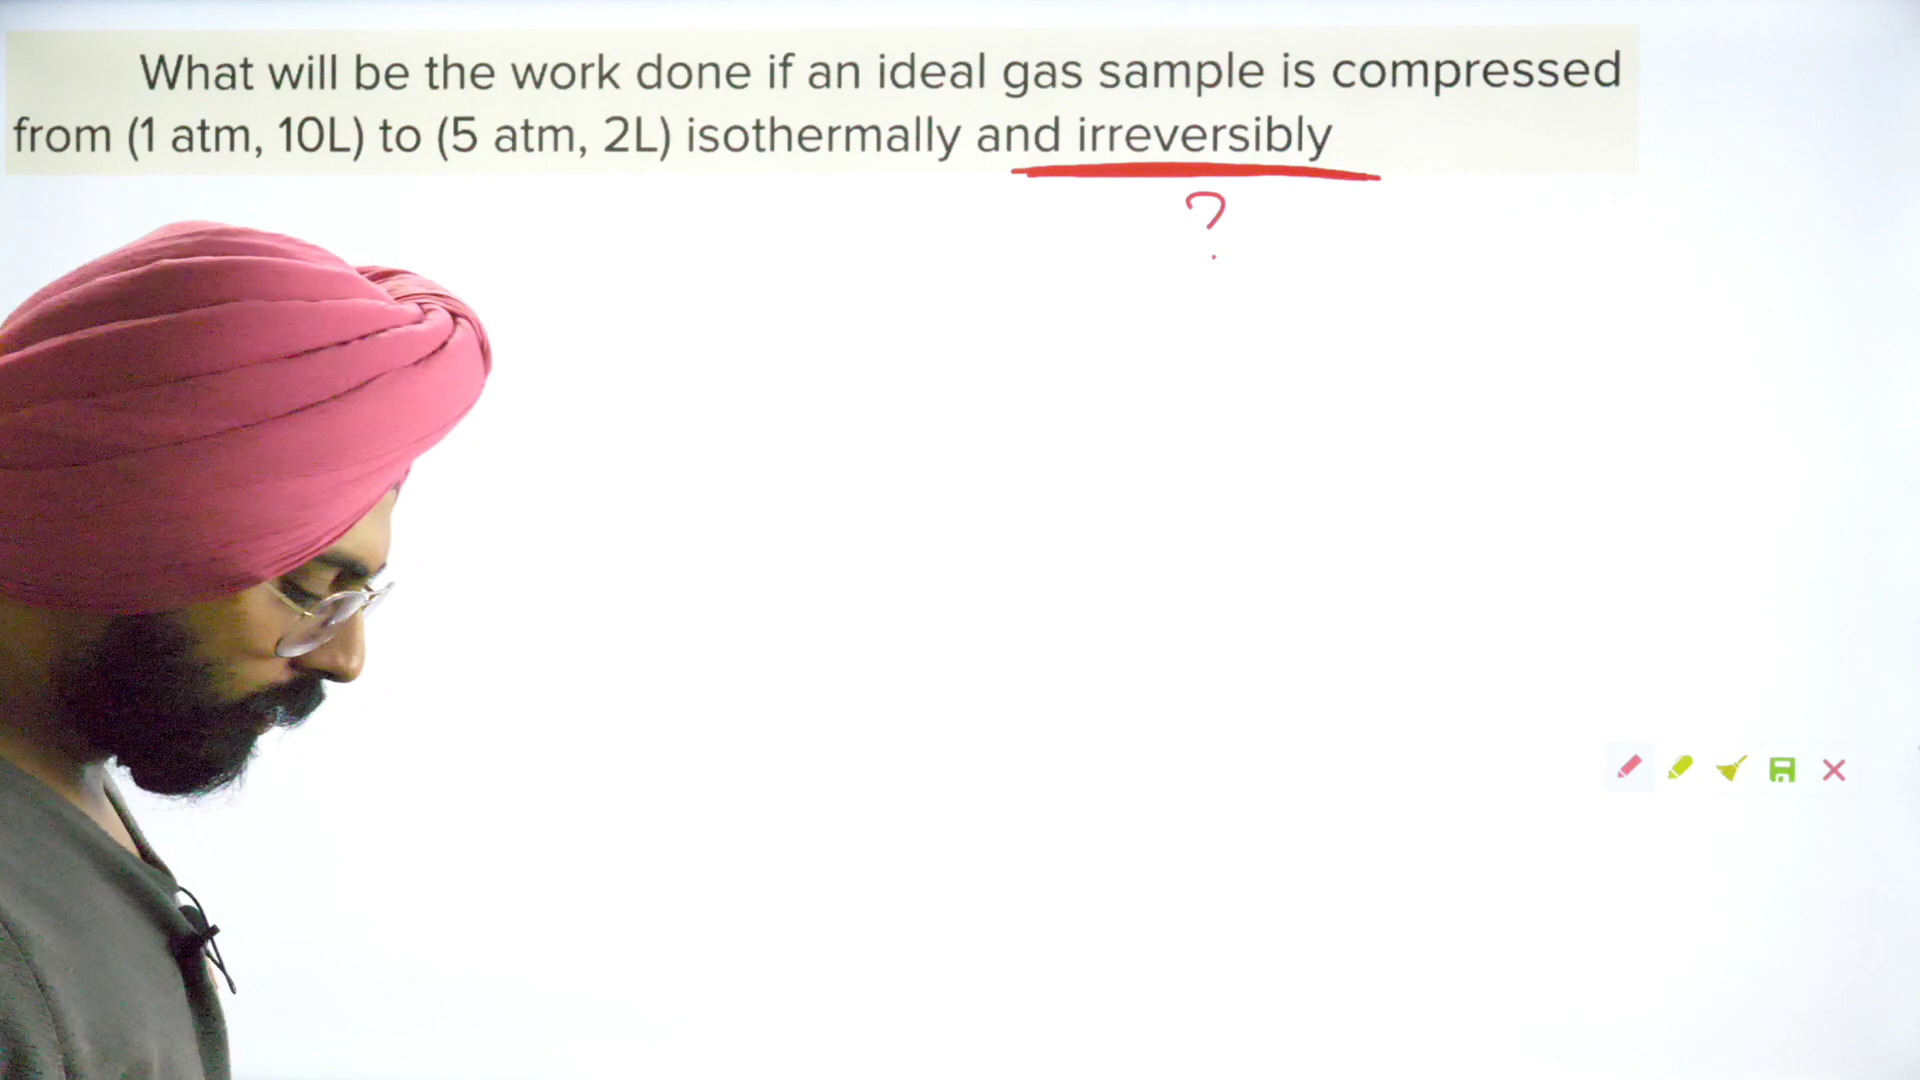 What will be the work done if an ideal gas sample is compressed
from (1 atm, 10L) to (5 atm, 2L) isothermally and irreversibly
?